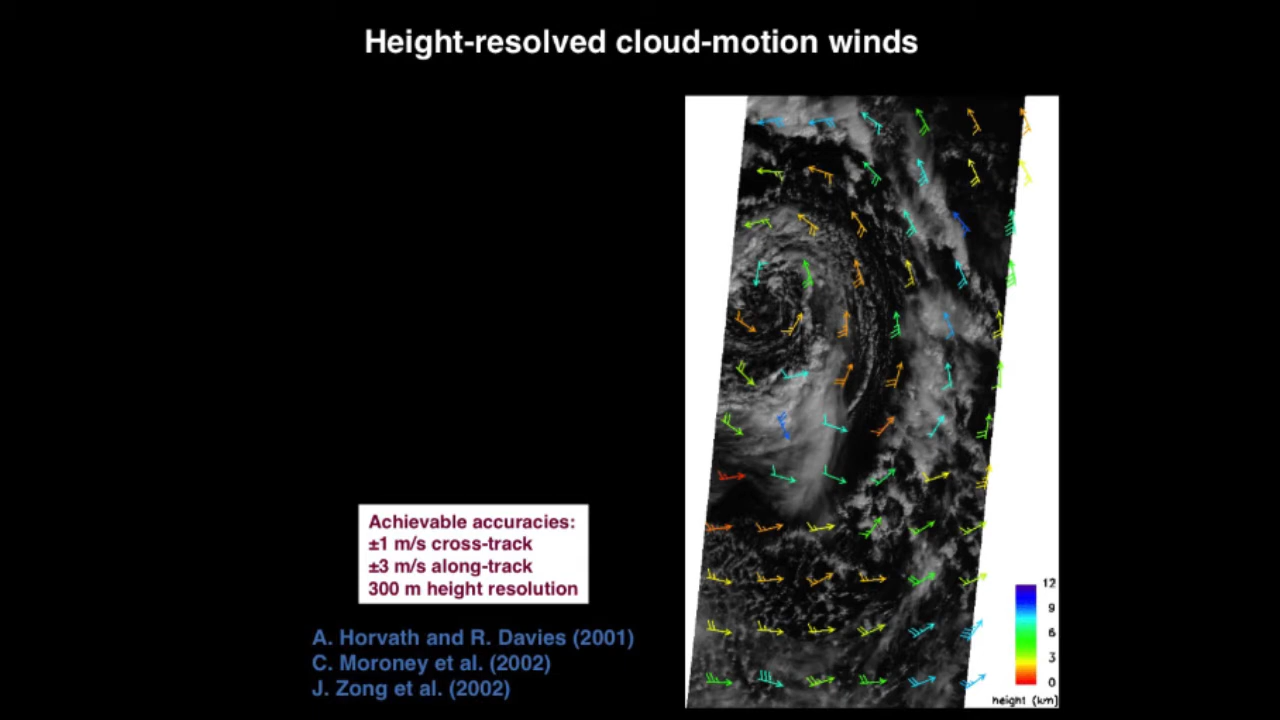 Height-resolved cloud-motion winds
Achievable accuracies:
±1 m/s cross-track
±3 m/s along-track
300 m height resolution
A. Horvath and R. Davies (2001)
C. Moroney et al. (2002)
J. Zong et al. (2002)
12
9
6
3
0
height (km)